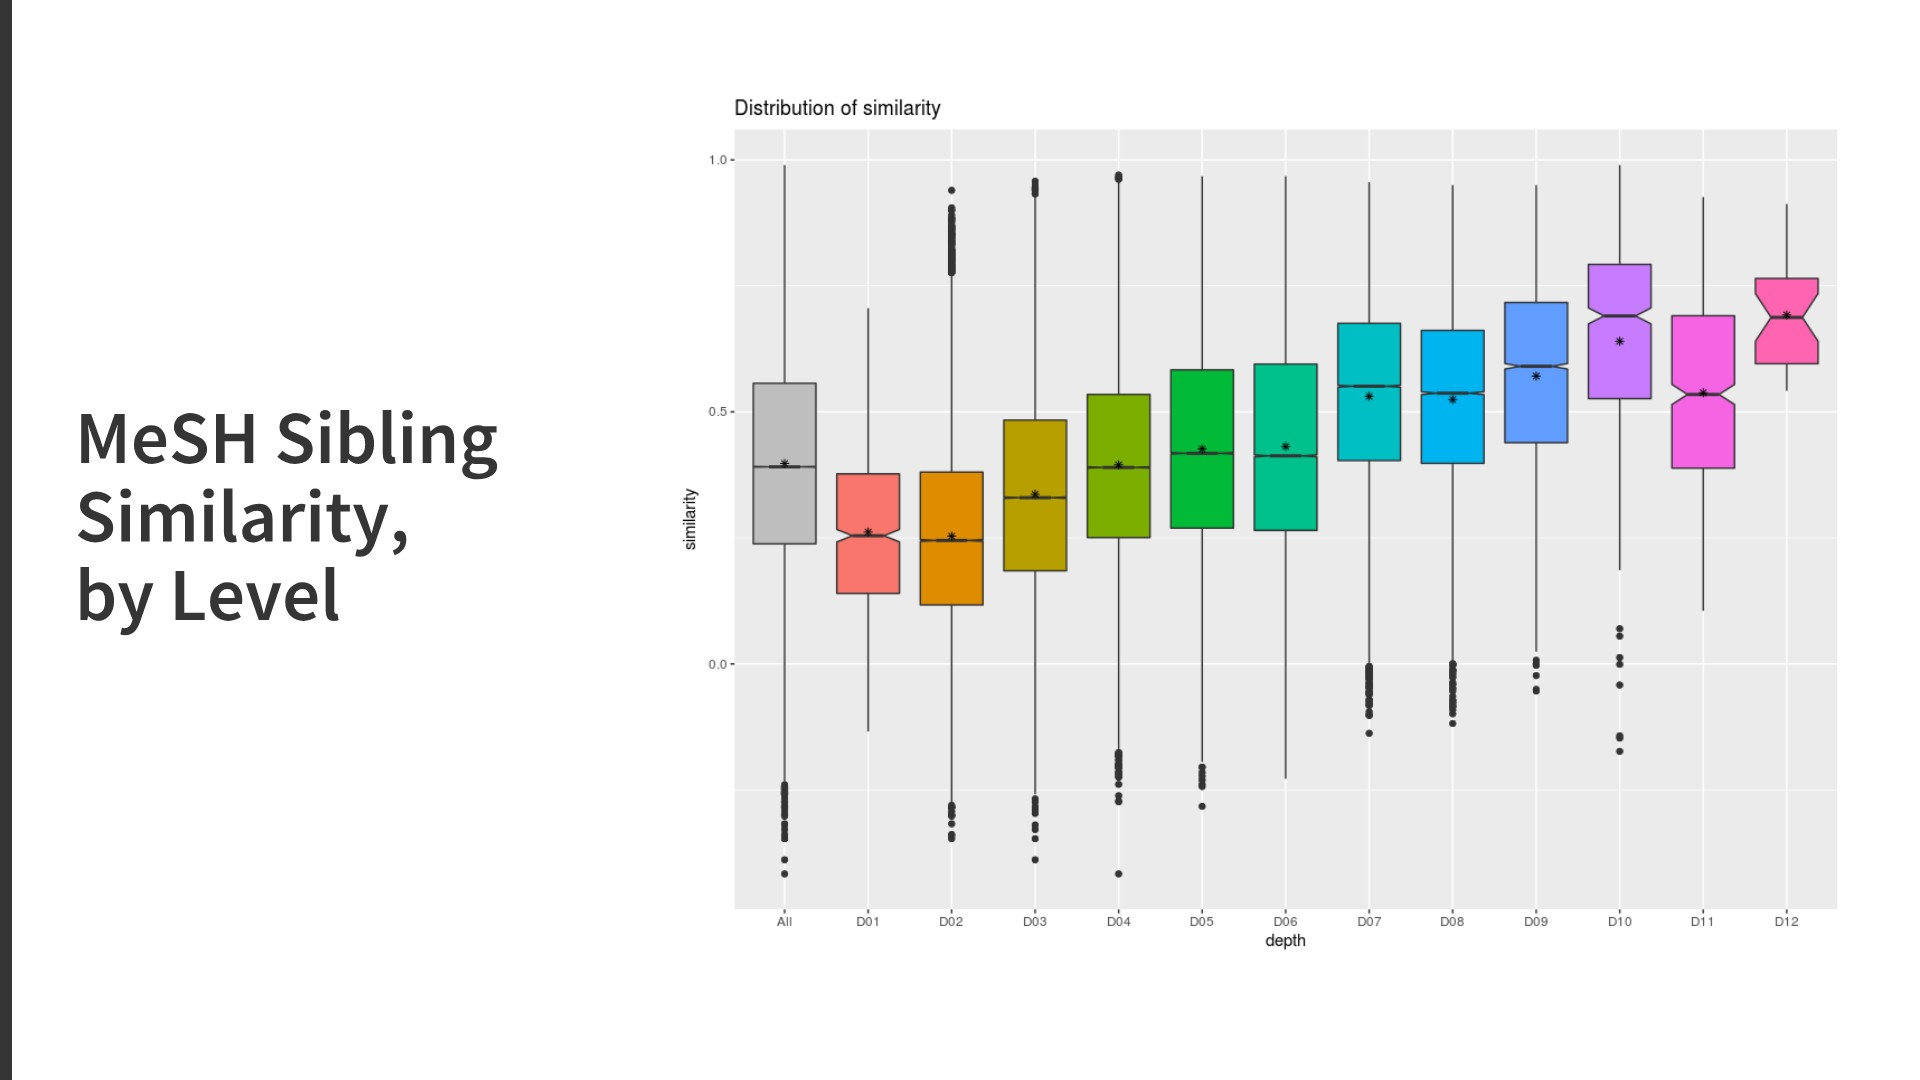 MeSH Sibling
Similarity,
by Level
Distribution of similarity
1.0
0.5
0.0
similarity
All D01 D02 D03 D04 D05 D06 D07 D08 D09 D10 D11 D12
depth